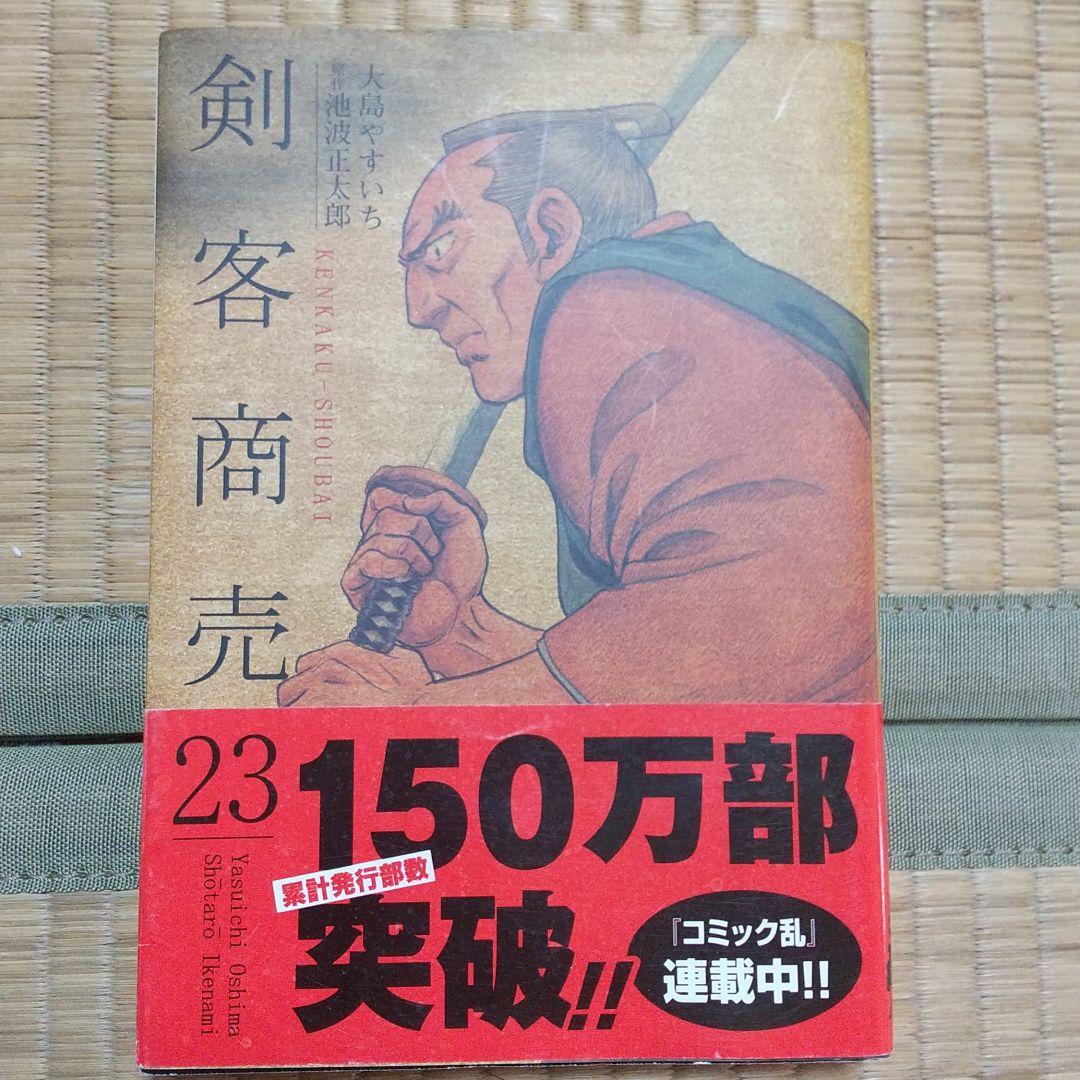 剣客商売
大島やすいち
原作 池波正太郎
KENKAKU-SHOUBAI
23
Yasuichi Oshima
Shōtarō Ikenami
150万部
累計発行部数
突破!!
『コミック乱』
連載中!!